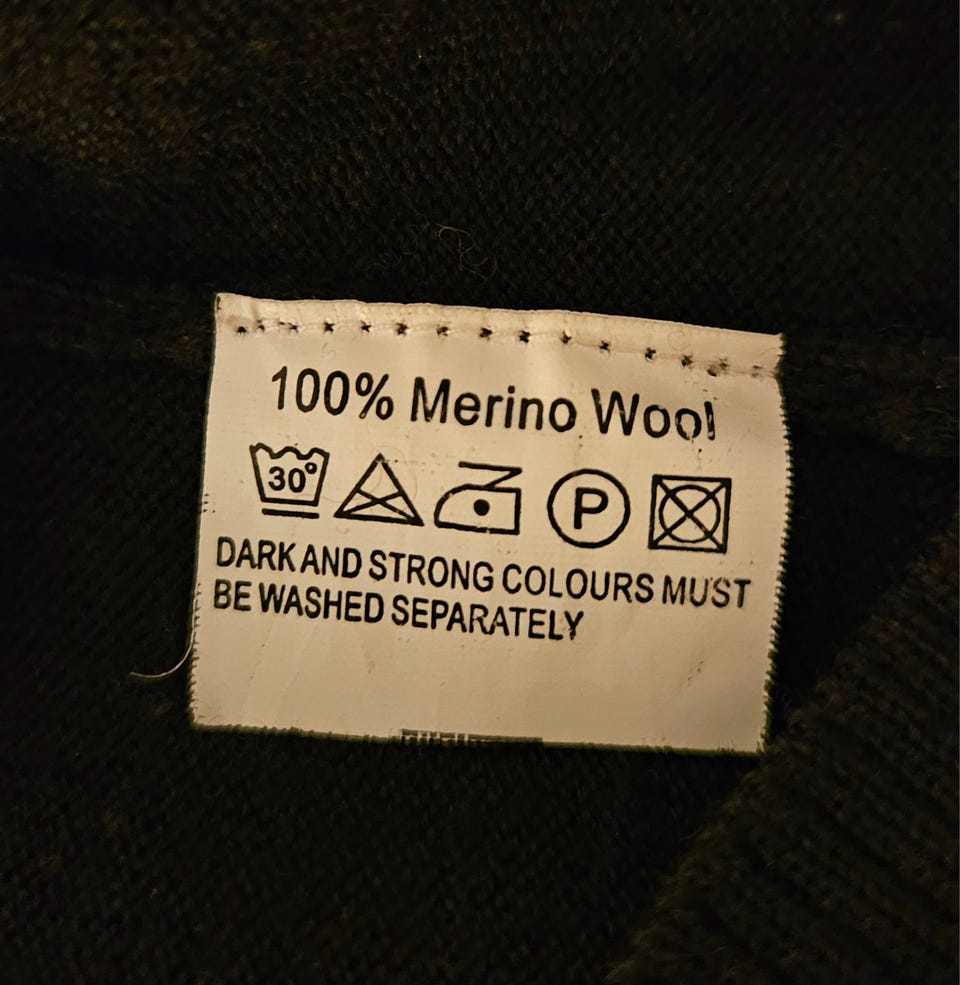 100% Merino Wool
30° P
DARK AND STRONG COLOURS MUST
BE WASHED SEPARATELY